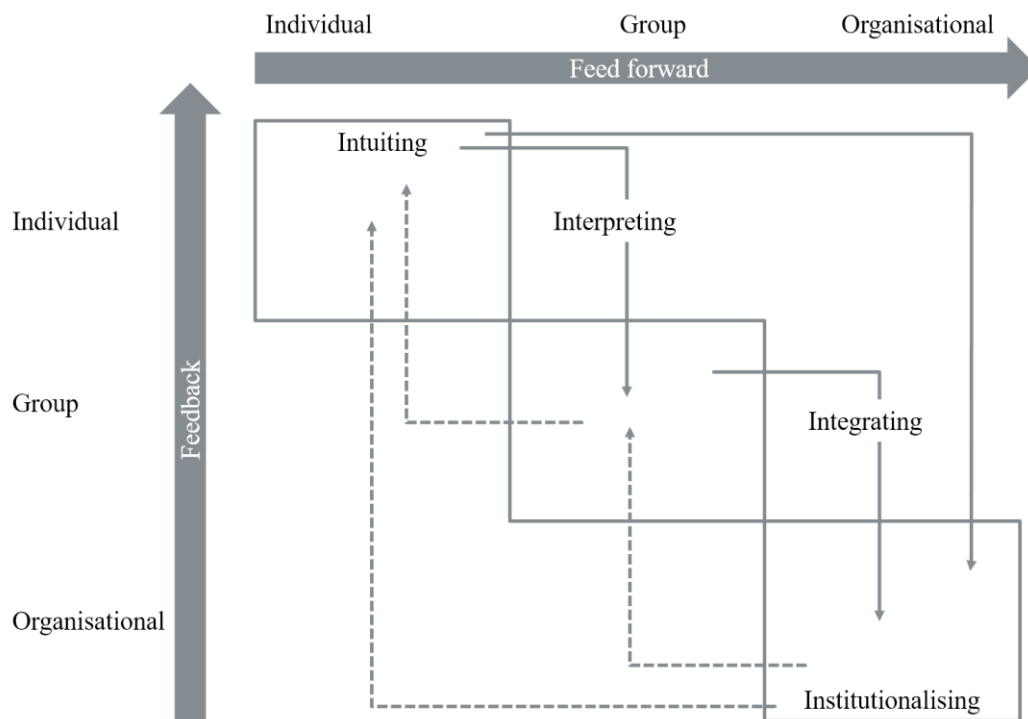 Individual Group Organisational
Feed forward
Intuiting
Individual
Interpreting
Feedback
Group
Integrating
Organisational
Institutionalising